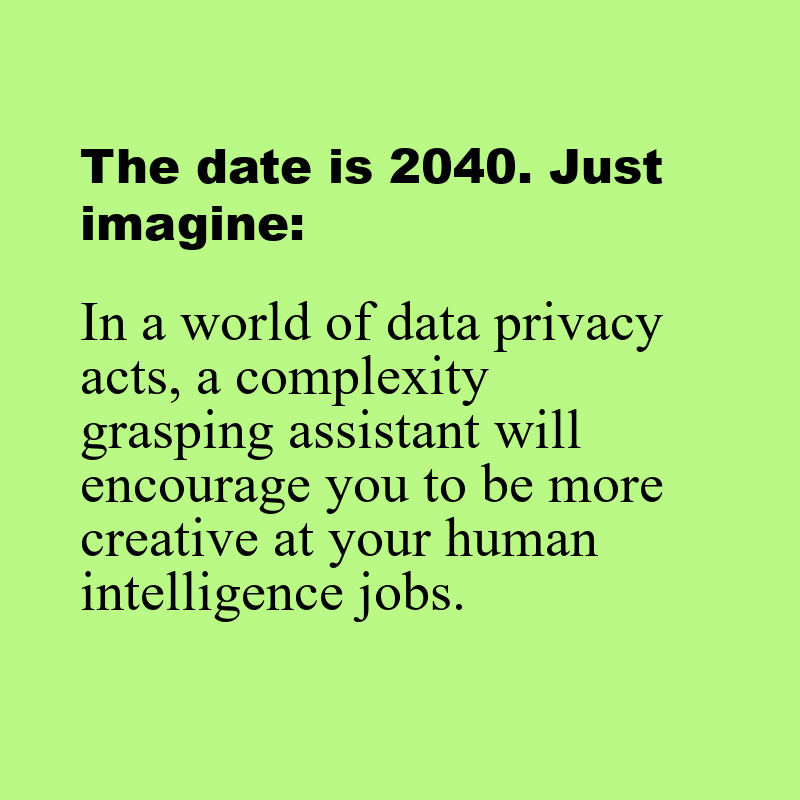 The date is 2040. Just
imagine:
In a world of data privacy
acts, a complexity
grasping assistant will
encourage you to be more
creative at your human
intelligence jobs.